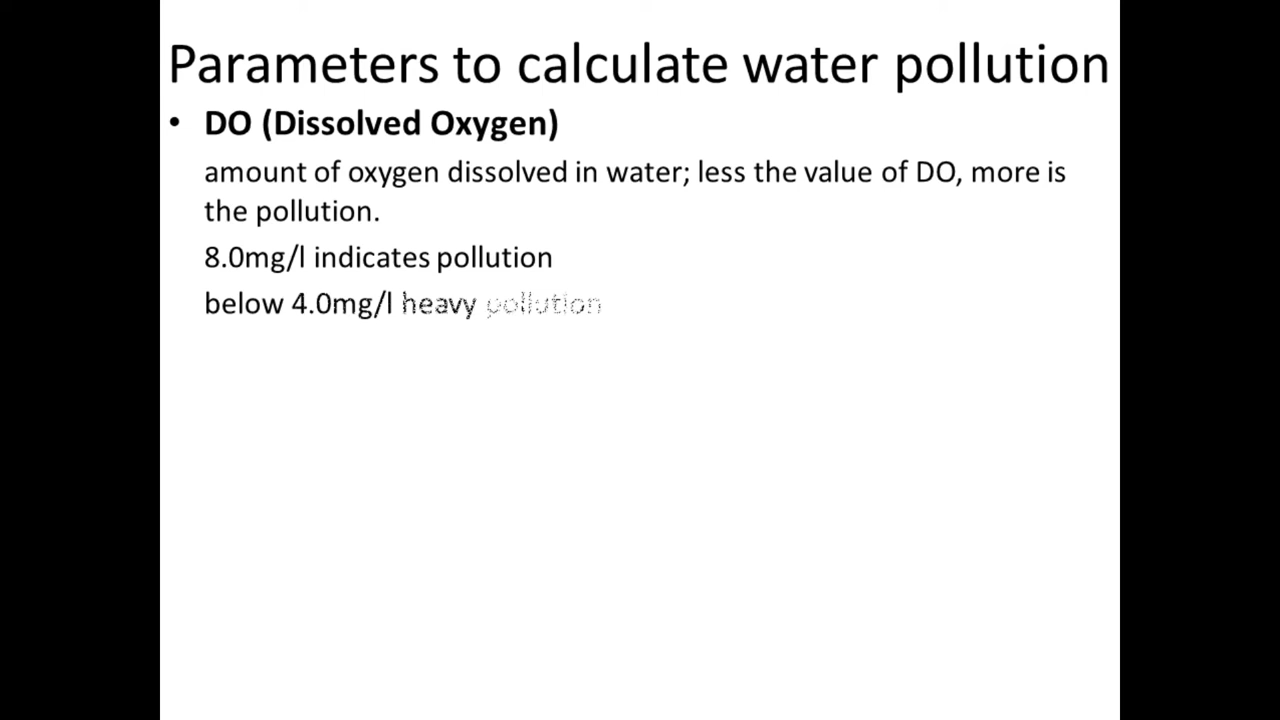 Parameters to calculate water pollution
• DO (Dissolved Oxygen)
amount of oxygen dissolved in water; less the value of DO, more is
the pollution.
8.0mg/l indicates pollution
below 4.0mg/l heavy pollution